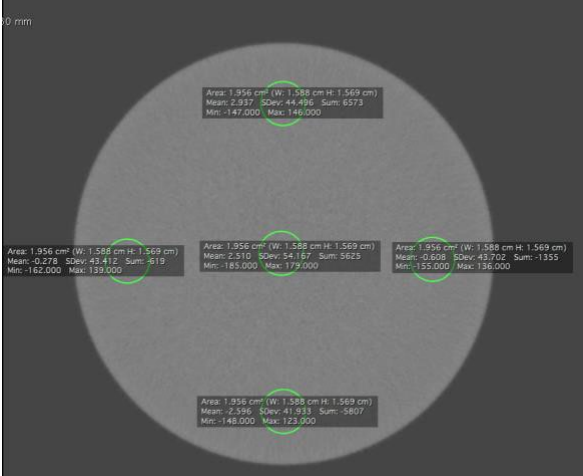 30 mm
Area: 1.956 cm² (W: 1.588 cm H: 1.569 cm)
Mean: 2.937 SDev: 44.496 Sum: 6573
Min: -147.000 Max: 146.000
Area: 1.956 cm² (W: 1.588 cm H: 1.569 cm)
Mean: -0.278 SDev: 43.412 Sum: -619
Min: -162.000 Max: 139.000
Area: 1.956 cm² (W: 1.588 cm H: 1.569 cm)
Mean: 2.510 SDev: 54.167 Sum: 5625
Min: -185.000 Max: 179.000
Area: 1.956 cm² (W: 1.588 cm H: 1.569 cm)
Mean: -0.608 SDev: 43.702 Sum: -1355
Min: -155.000 Max: 136.000
Area: 1.956 cm² (W: 1.588 cm H: 1.569 cm)
Mean: -2.596 SDev: 41.933 Sum: -5807
Min: -148.000 Max: 123.000